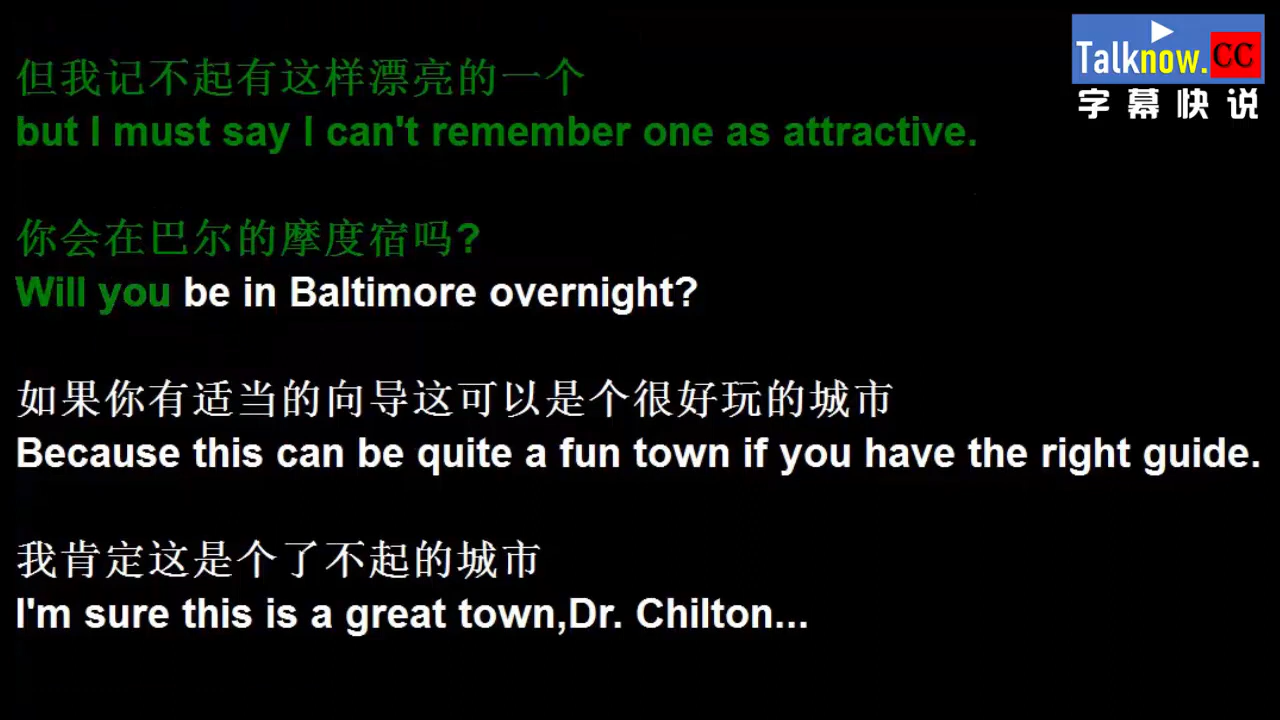 但我记不起有这样漂亮的一个
but I must say I can't remember one as attractive.
你会在巴尔的摩度宿吗?
Will you be in Baltimore overnight?
如果你有适当的向导这可以是个很好玩的城市
Because this can be quite a fun town if you have the right guide.
我肯定这是个了不起的城市
I'm sure this is a great town,Dr. Chilton...
Talknow.CC
字幕快说